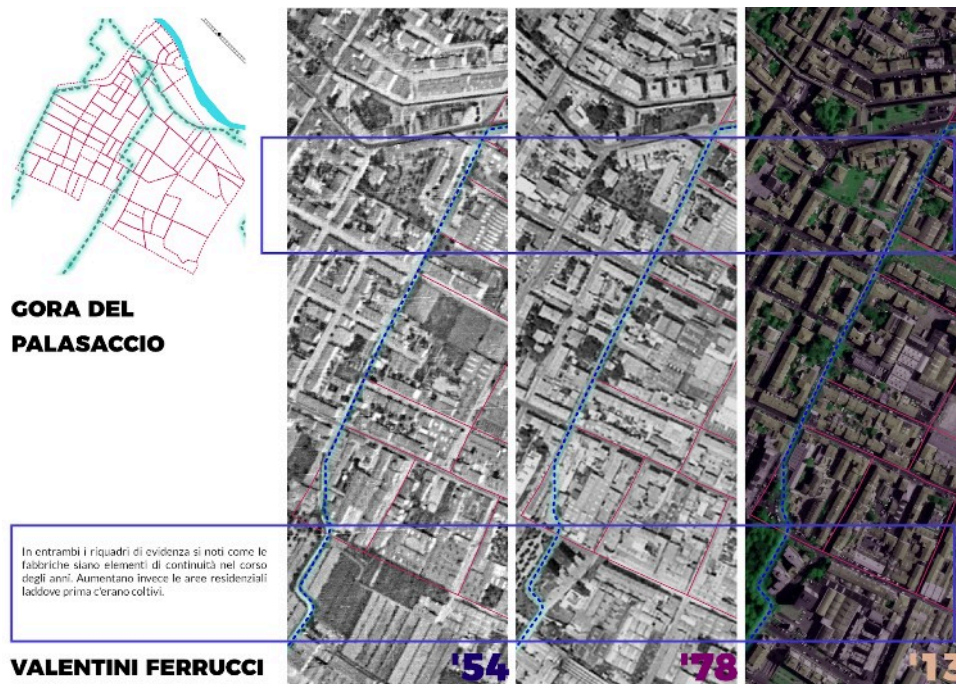 GORA DEL
PALASACCIO
In entrambi i riquadri di evidenza si noti come le
fabbriche siano elementi di continuità nel corso
degli anni. Aumentano invece le aree residenziali
laddove prima c'erano coltivi.
VALENTINI FERRUCCI
'54
'78
'13